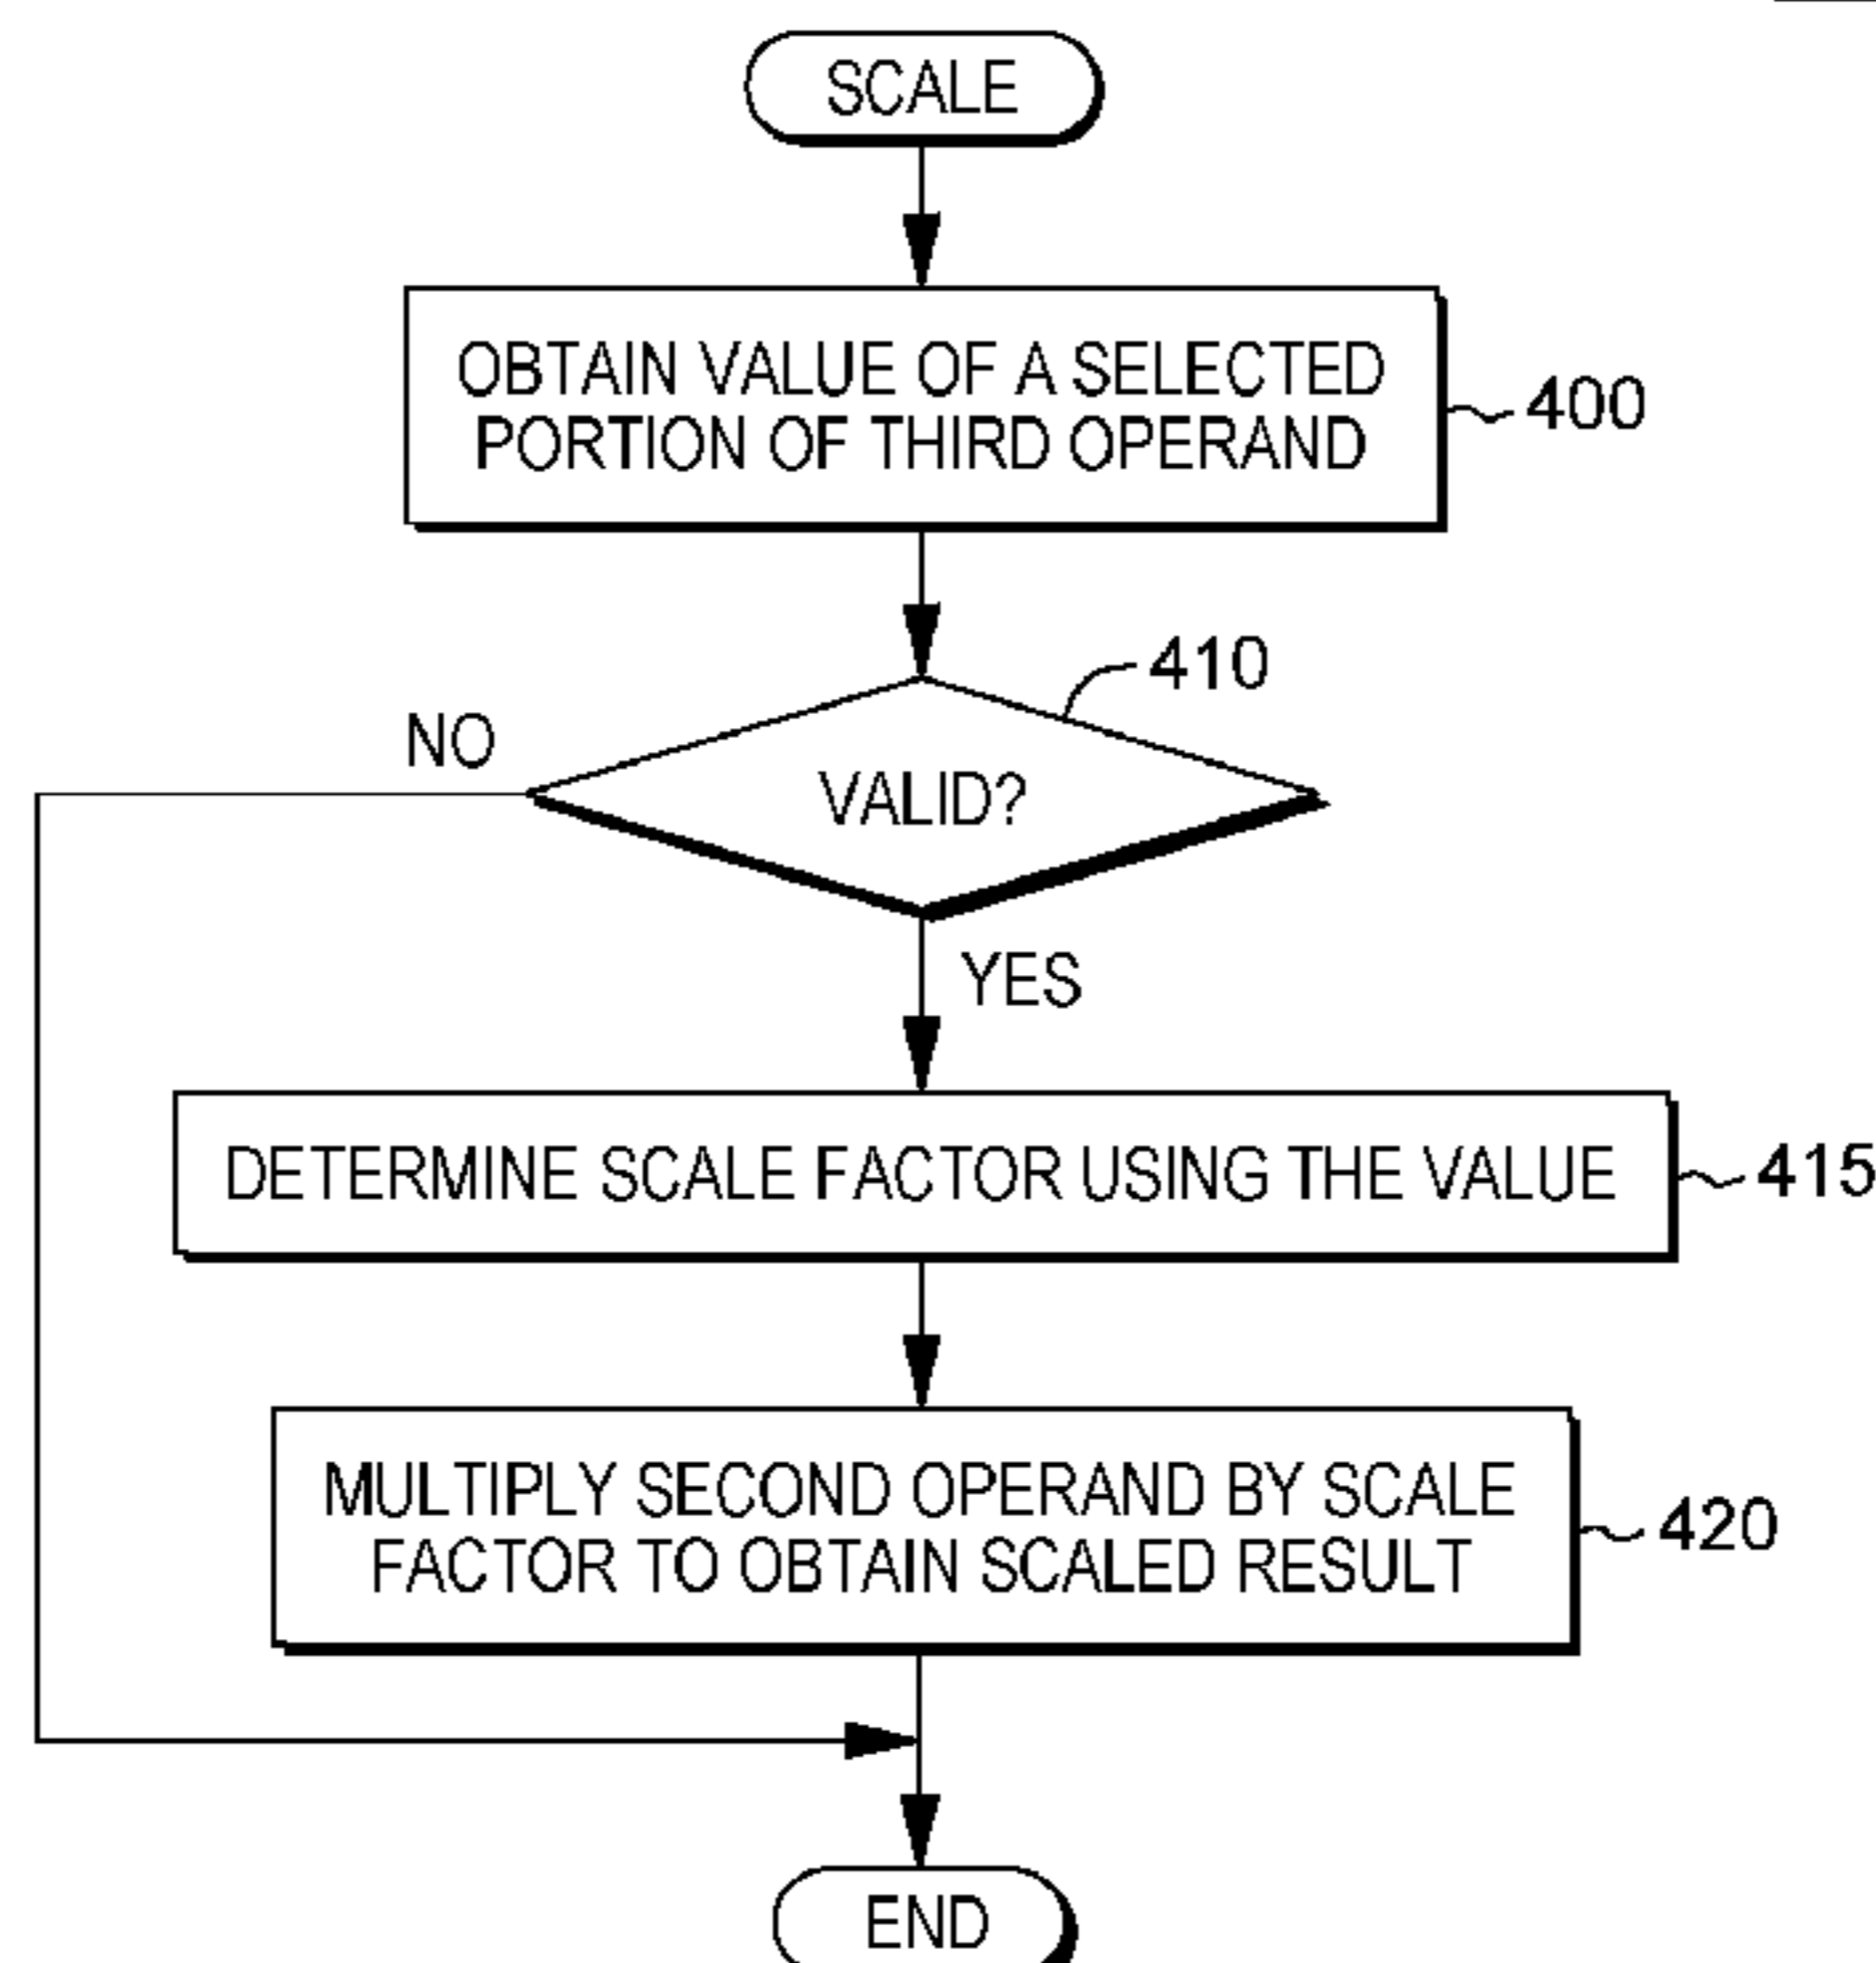 SCALE
OBTAIN VALUE OF A SELECTED
PORTION OF THIRD OPERAND
400
410
NO
VALID?
YES
DETERMINE SCALE FACTOR USING THE VALUE
415
MULTIPLY SECOND OPERAND BY SCALE
FACTOR TO OBTAIN SCALED RESULT
420
END